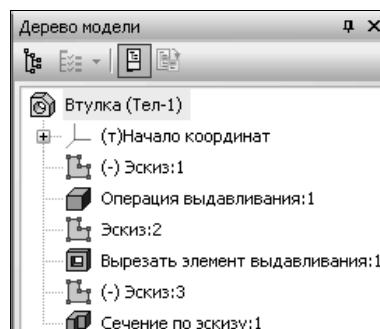 Дерево модели
Втулка (Тел-1)
(т)Начало координат
(-) Эскиз:1
Операция выдавливания:1
Эскиз:2
Вырезать элемент выдавливания:1
(-) Эскиз:3
Сечение по эскизу:1